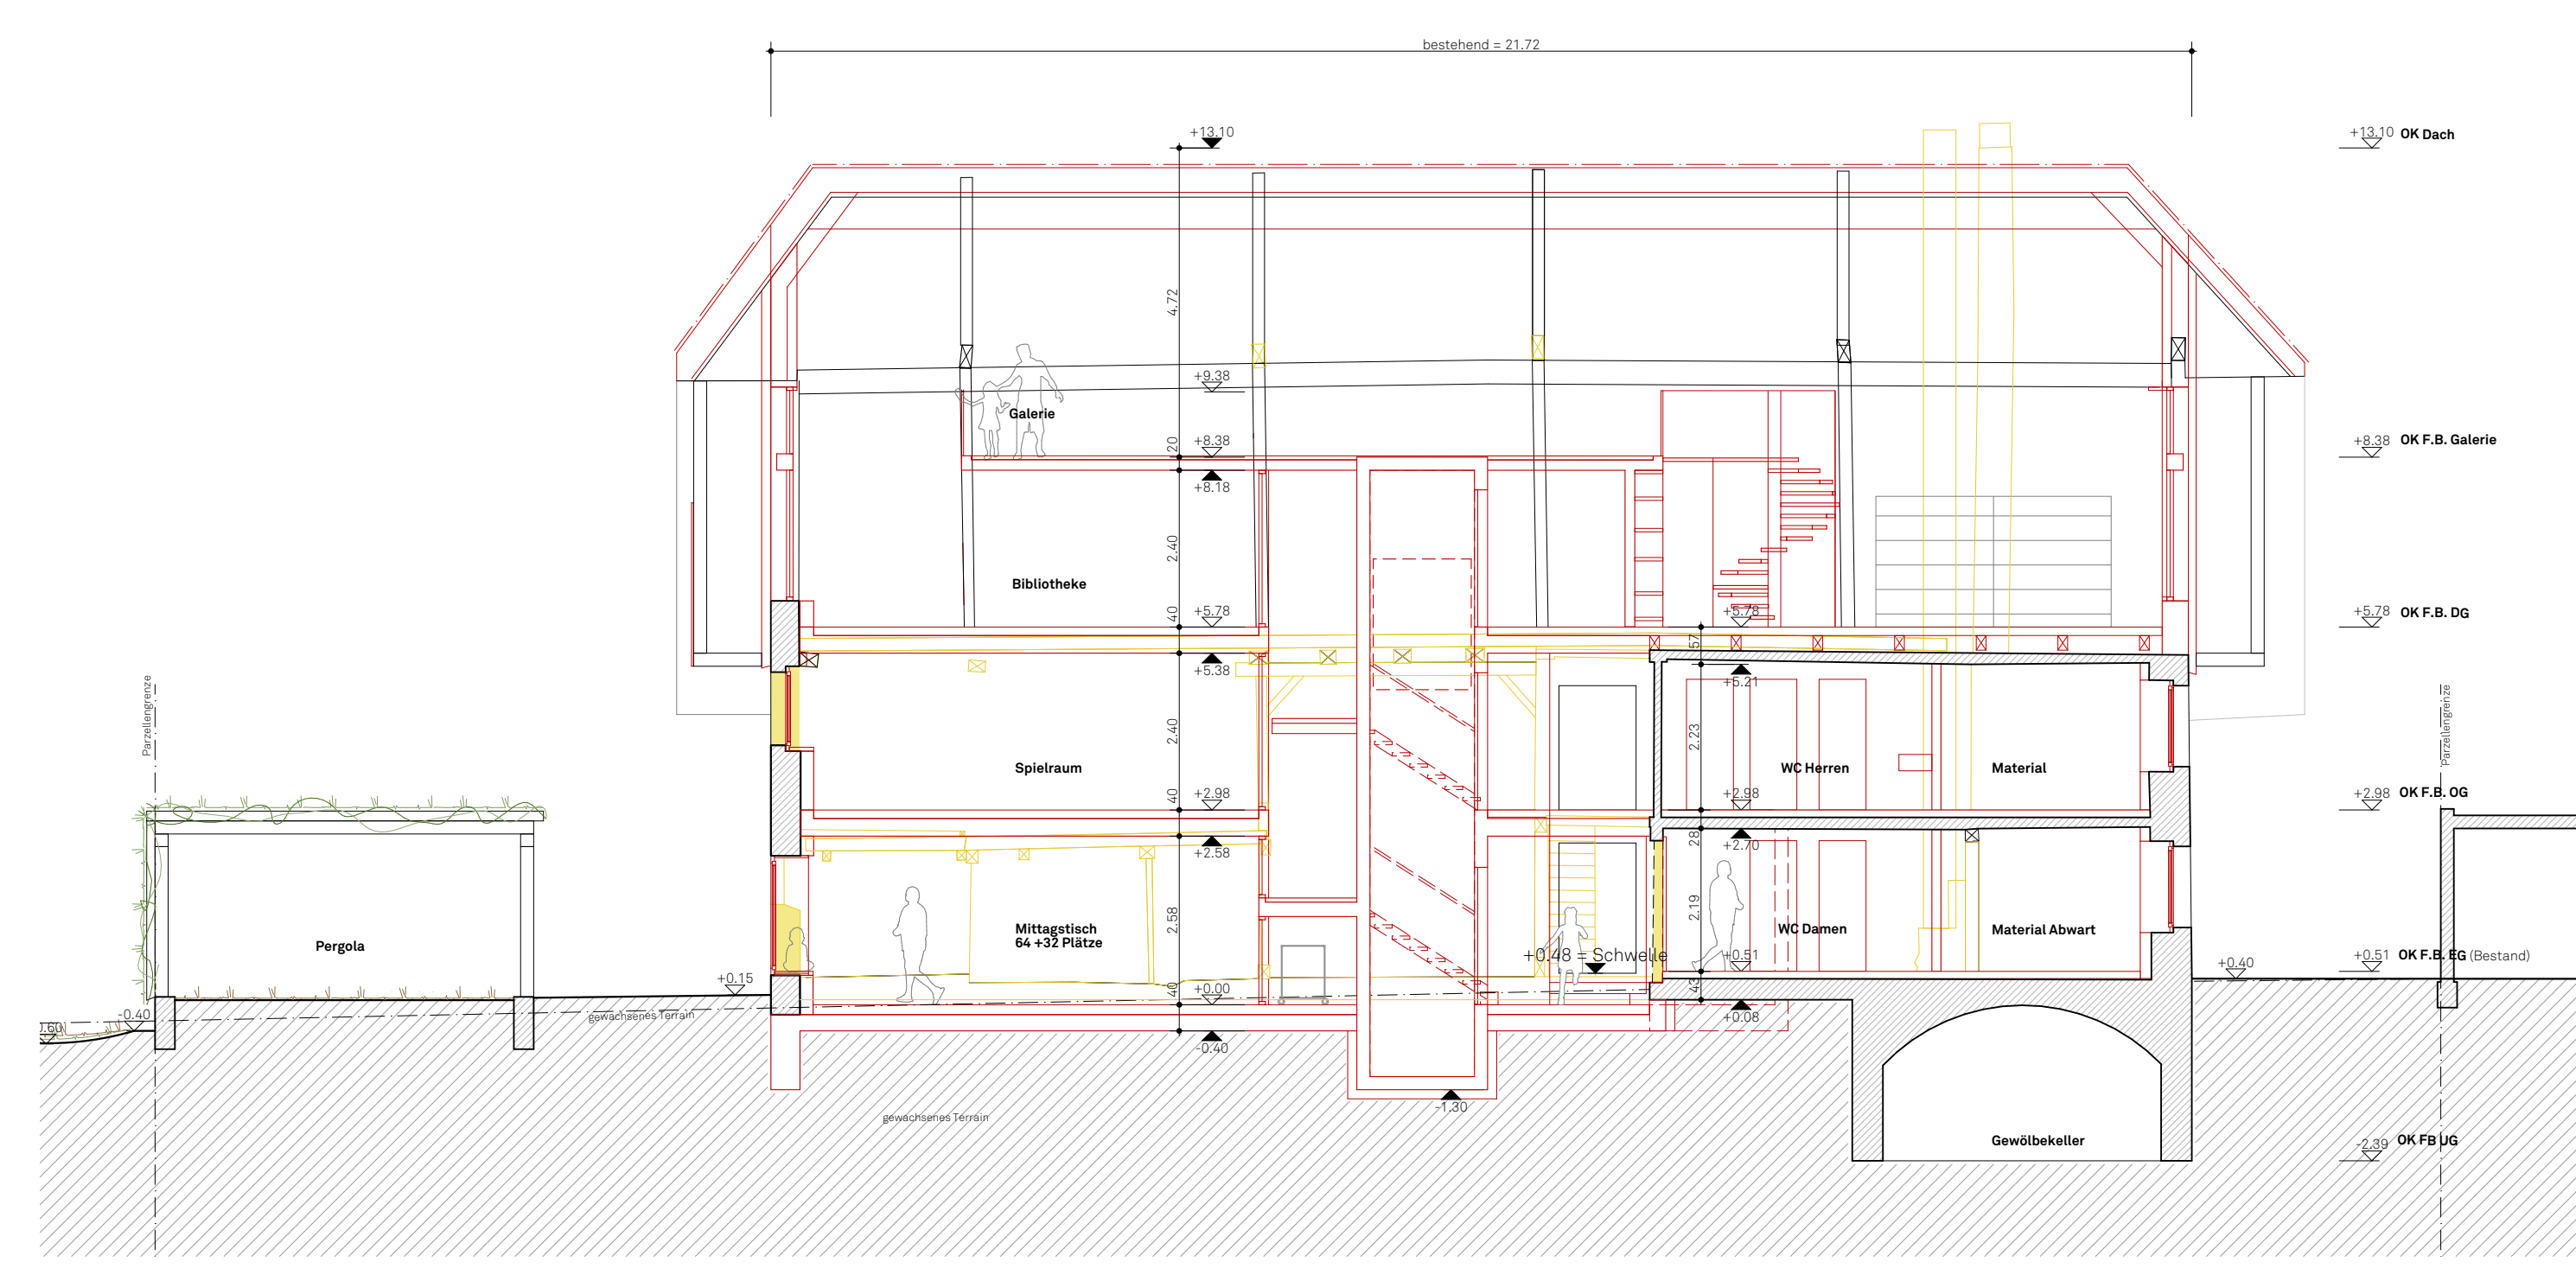 bestehend = 21.72
+13.10
+13.10 OK Dach
4.72
+9.38
Galerie
20
+8.38
+8.38 OK F.B. Galerie
+8.18
2.40
Bibliotheke
40
+5.78
+5.78
+5.78 OK F.B. DG
57
+5.38
+5.21
Parzellengrenze
Parzellengrenze
2.40
2.23
Spielraum
WC Herren
Material
40
+2.98
+2.98
+2.98 OK F.B. OG
28
+2.58
+2.70
2.58
2.19
Mittagstisch
64 +32 Plätze
WC Damen
Material Abwart
Pergola
+0.48 = Schwelle
+0.51
+0.51 OK F.B. EG (Bestand)
+0.40
+0.15
40
+0.00
43
+0.08
-0.40
gewachsenes Terrain
-0.40
-1.30
gewachsenes Terrain
Gewölbekeller
-2.39 OK FB UG